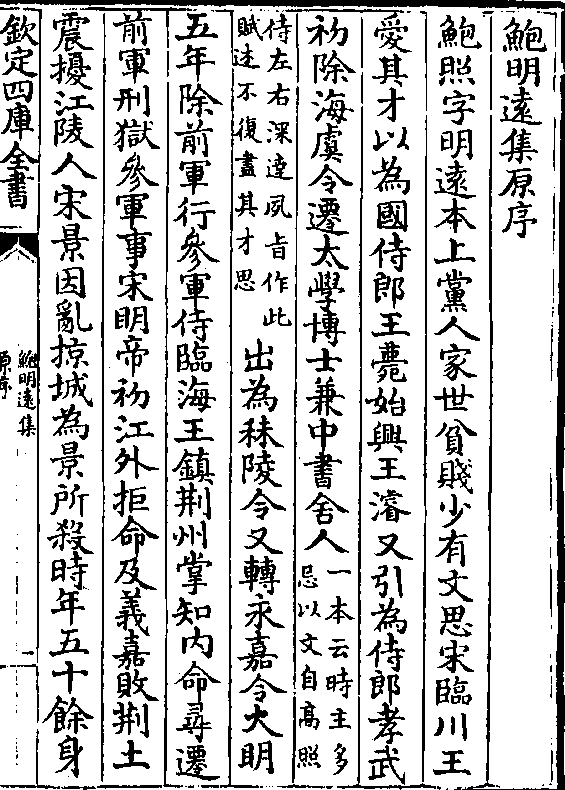 鮑明遠集原序
鮑照字明遠本上黨人家世貧賤少有文思宋臨川王
愛其才以為國侍郎王薨始興王濬又引為侍郎孝武
初除海虞令遷太學博士兼中書舍人
一本云時主多
忌以文自高照
侍左右深達夙旨作此
賦述不復盡其才思
出為秣陵令又轉永嘉令大明
五年除前軍行參軍侍臨海王鎮荆州掌知内命尋遷
前軍刑獄參軍事宋明帝初江外拒命及義嘉敗荆土
震擾江陵人宋景因亂掠城為景所殺時年五十餘身
欽定四庫全書
鮑明遠集
原序
一